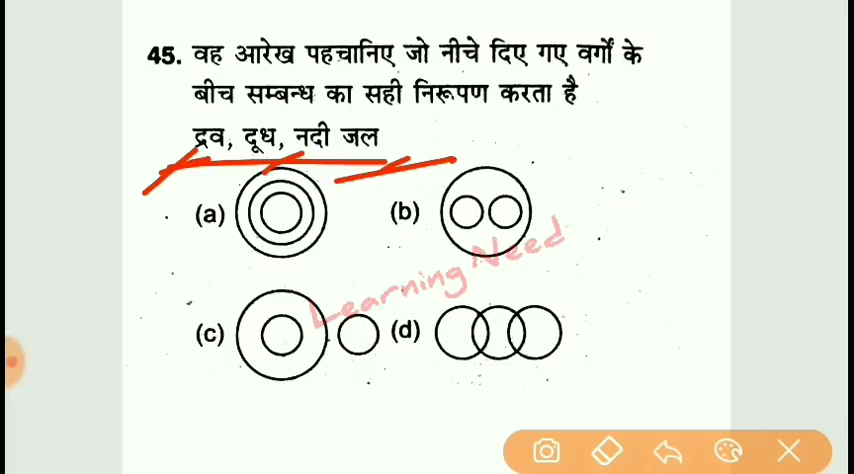 45. वह आरेख पहचानिए जो नीचे दिए गए वर्गों के
बीच सम्बन्ध का सही निरूपण करता है
द्रव, दूध, नदी जल
(a) (b)
Learning Need
(c) (d)